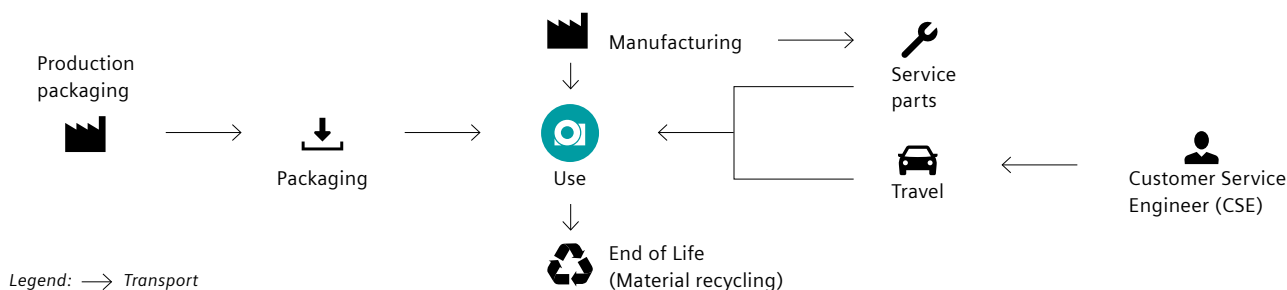 Production
packaging
Packaging
Manufacturing
Use
End of Life
(Material recycling)
Service
parts
Travel
Customer Service
Engineer (CSE)
Legend: Transport